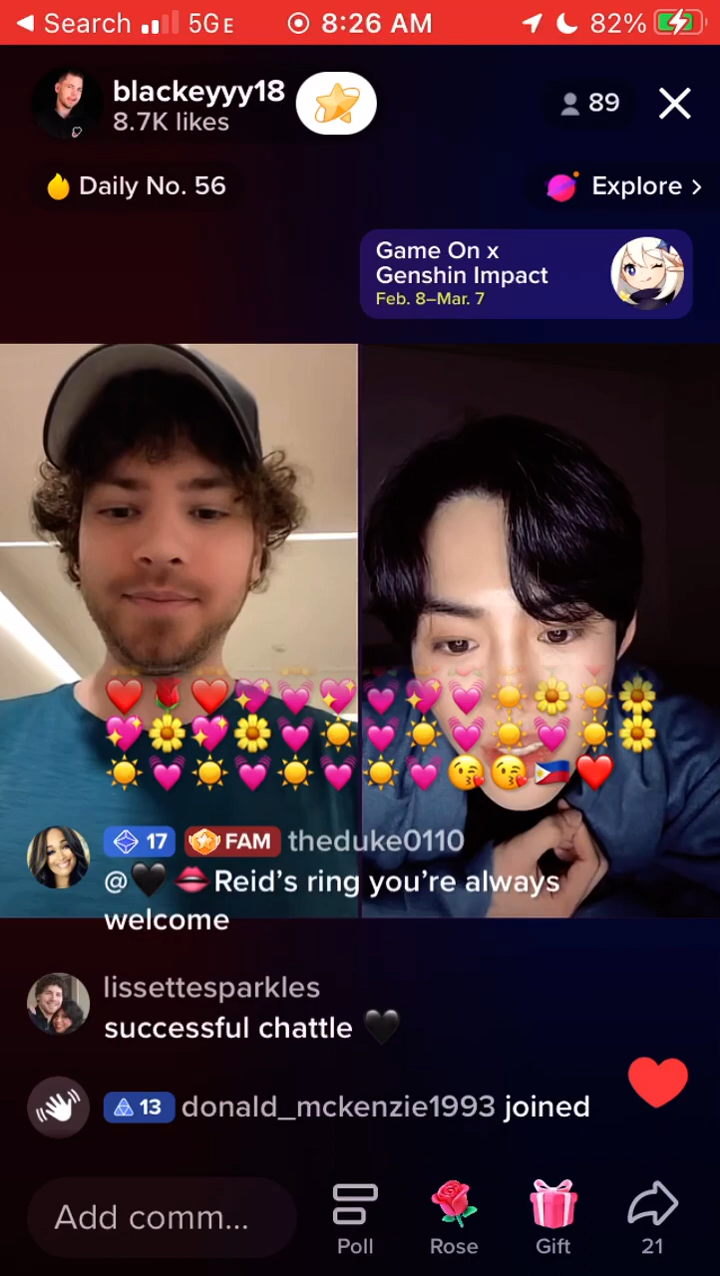 Search 5GE 8:26 AM 82%
blackeyyy18
8.7K likes
89
Daily No. 56
Explore
Game On x
Genshin Impact
Feb. 8–Mar. 7
17 FAM theduke0110
@🖤 👄Reid’s ring you’re always
welcome
lissettesparkles
successful chattle 🖤
13 donald_mckenzie1993 joined
Add comm...
Poll
Rose
Gift
21